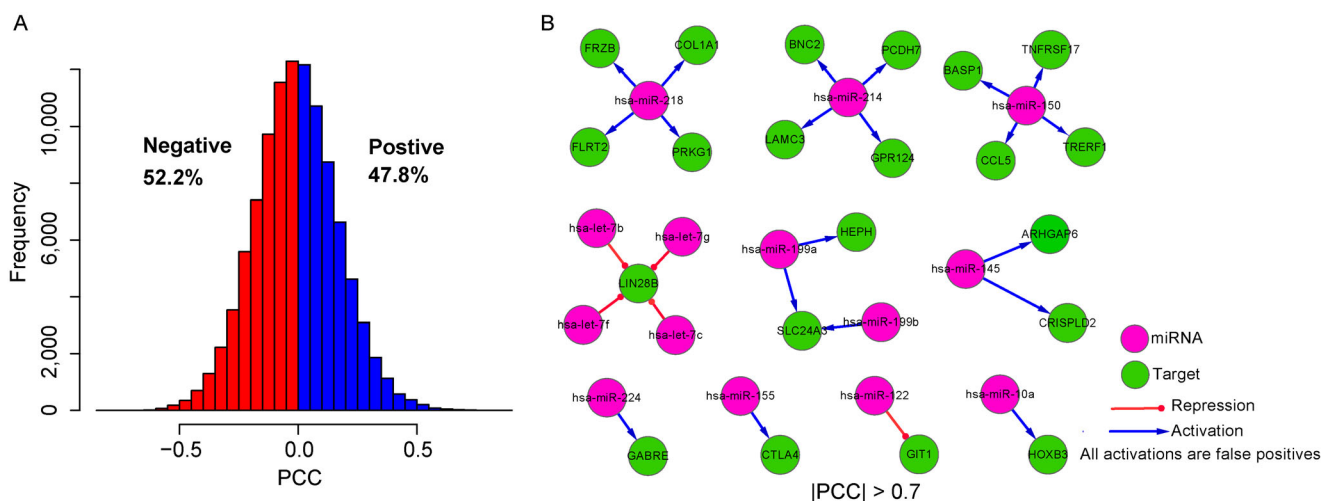 A
Frequency
0
2,000
6,000
10,000
Negative
52.2%
Postive
47.8%
−0.5
0.0
0.5
PCC
B
FRZB
COL1A1
hsa-miR-218
FLRT2
PRKG1
BNC2
PCDH7
hsa-miR-214
LAMC3
GPR124
TNFRSF17
BASP1
hsa-miR-150
CCL5
TRERF1
hsa-let-7b
hsa-let-7g
LIN28B
hsa-let-7f
hsa-let-7c
HEPH
hsa-miR-199a
SLC24A3
hsa-miR-199b
ARHGAP6
hsa-miR-145
CRISPLD2
miRNA
Target
Repression
Activation
All activations are false positives
hsa-miR-224
GABRE
hsa-miR-155
CTLA4
hsa-miR-122
GIT1
hsa-miR-10a
HOXB3
|PCC| > 0.7